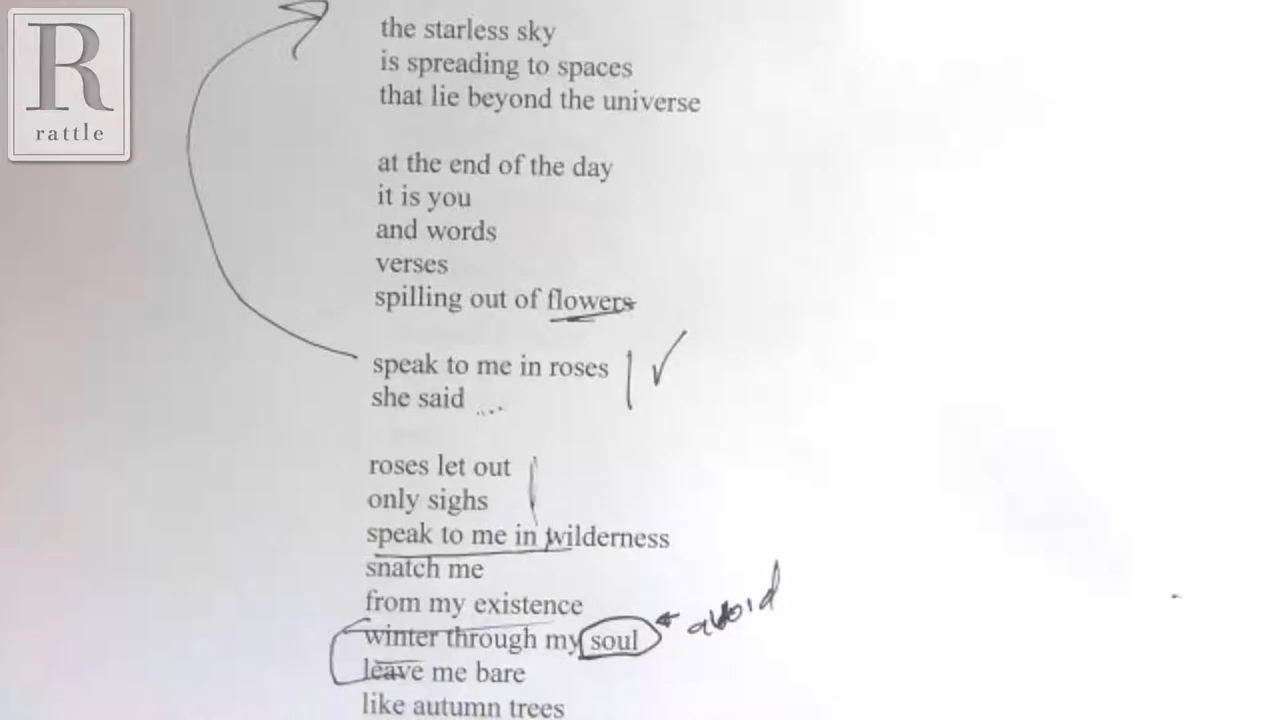 R
rattle
the starless sky
is spreading to spaces
that lie beyond the universe
at the end of the day
it is you
and words
verses
spilling out of flowers
speak to me in roses
she said ....
roses let out
only sighs
speak to me in wilderness
snatch me
from my existence
winter through my soul
avoid
leave me bare
like autumn trees